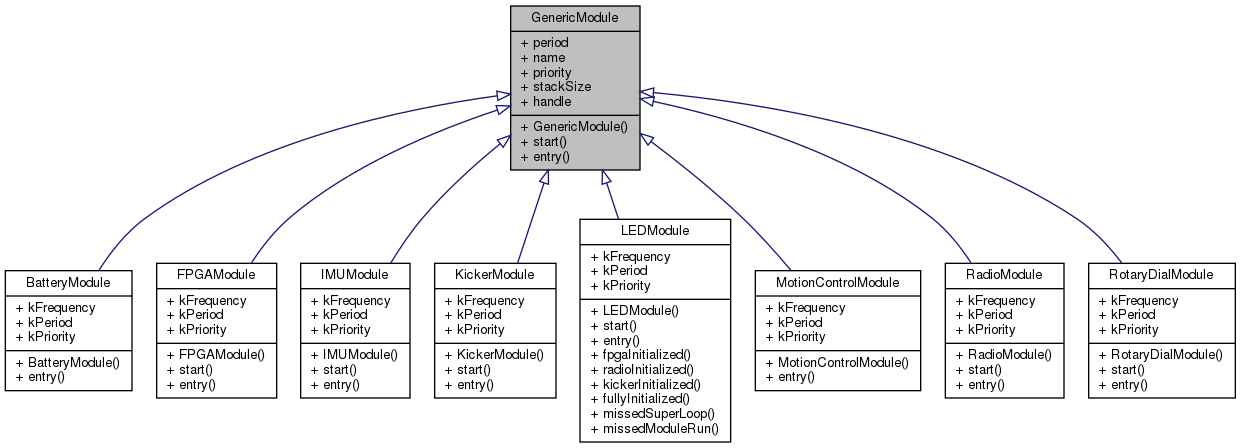 GenericModule
+ period
+ name
+ priority
+ stackSize
+ handle
+ GenericModule()
+ start()
+ entry()
BatteryModule
+ kFrequency
+ kPeriod
+ kPriority
+ BatteryModule()
+ entry()
FPGAModule
+ kFrequency
+ kPeriod
+ kPriority
+ FPGAModule()
+ start()
+ entry()
IMUModule
+ kFrequency
+ kPeriod
+ kPriority
+ IMUModule()
+ start()
+ entry()
KickerModule
+ kFrequency
+ kPeriod
+ kPriority
+ KickerModule()
+ start()
+ entry()
LEDModule
+ kFrequency
+ kPeriod
+ kPriority
+ LEDModule()
+ start()
+ entry()
+ fpgaInitialized()
+ radioInitialized()
+ kickerInitialized()
+ fullyInitialized()
+ missedSuperLoop()
+ missedModuleRun()
MotionControlModule
+ kFrequency
+ kPeriod
+ kPriority
+ MotionControlModule()
+ entry()
RadioModule
+ kFrequency
+ kPeriod
+ kPriority
+ RadioModule()
+ start()
+ entry()
RotaryDialModule
+ kFrequency
+ kPeriod
+ kPriority
+ RotaryDialModule()
+ start()
+ entry()